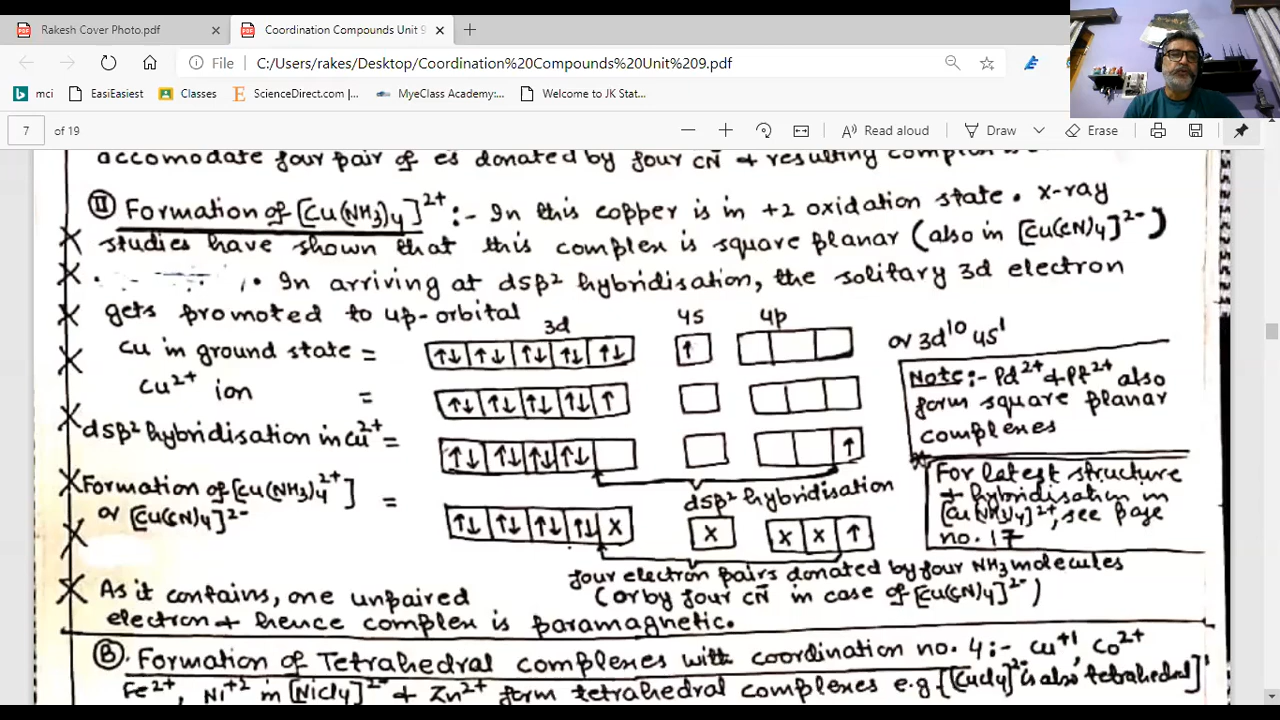 Rakesh Cover Photo.pdf
Coordination Compounds Unit 9
File C:/Users/rakes/Desktop/Coordination%20Compounds%20Unit%209.pdf
mci EasiEasiest Classes ScienceDirect.com |... MyeClass Academy:... Welcome to JK Stat...
7 of 19 Read aloud Draw Erase
accomodate four pair of es donated by four CN + resulting
II Formation of [Cu(NH3)4]2+ :- In this copper is in +2 oxidation state. X-ray
studies have shown that this complex is square planar (also in [Cu(CN)4]2-)
. In arriving at dsp2 hybridisation, the solitary 3d electron
gets promoted to 4p-orbital
3d 4s 4p
Cu in ground state = ↑↓ ↑↓ ↑↓ ↑↓ ↑↓ ↑ or 3d10 4s1
Cu2+ ion = ↑↓ ↑↓ ↑↓ ↑↓ ↑
Note:- Pd2+ & Pt2+ also
form square planar
complexes
dsp2 hybridisation in Cu2+ = ↑↓ ↑↓ ↑↓ ↑↓ ↑
dsp2 hybridisation
* For latest structure
+ hybridisation in
[Cu(NH3)4]2+, see page
no. 17
Formation of [Cu(NH3)4 2+]
or [Cu(CN)4]2-
= ↑↓ ↑↓ ↑↓ ↑↓ X X X X ↑
four electron pairs donated by four NH3 molecules
(or by four CN in case of [Cu(CN)4]2-)
As it contains, one unpaired
electron + hence complex is paramagnetic.
B. Formation of Tetrahedral complexes with coordination no. 4:- Cu+1, Co2+
Fe2+, Ni+2 in [NiCl4]2- & Zn2+ form tetrahedral complexes e.g {[CuCl4]2- is also tetrahedral]